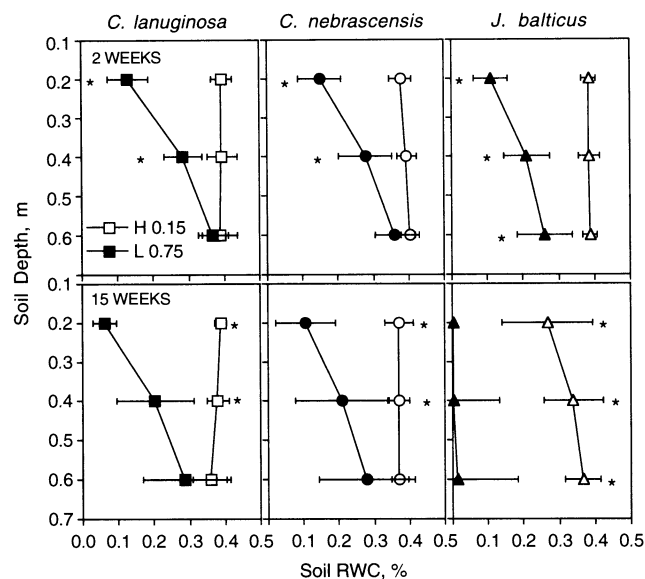 C. lanuginosa C. nebrascensis J. balticus
0.1
2 WEEKS
0.2 * * *
0.3
0.4 * * *
0.5
H 0.15
0.6 *
L 0.75
Soil Depth, m
0.1
15 WEEKS
0.2 * * *
0.3
0.4 * * *
0.5
0.6 *
0.7
0.0 0.1 0.2 0.3 0.4 0.5 0.1 0.2 0.3 0.4 0.5 0.1 0.2 0.3 0.4 0.5
Soil RWC, %